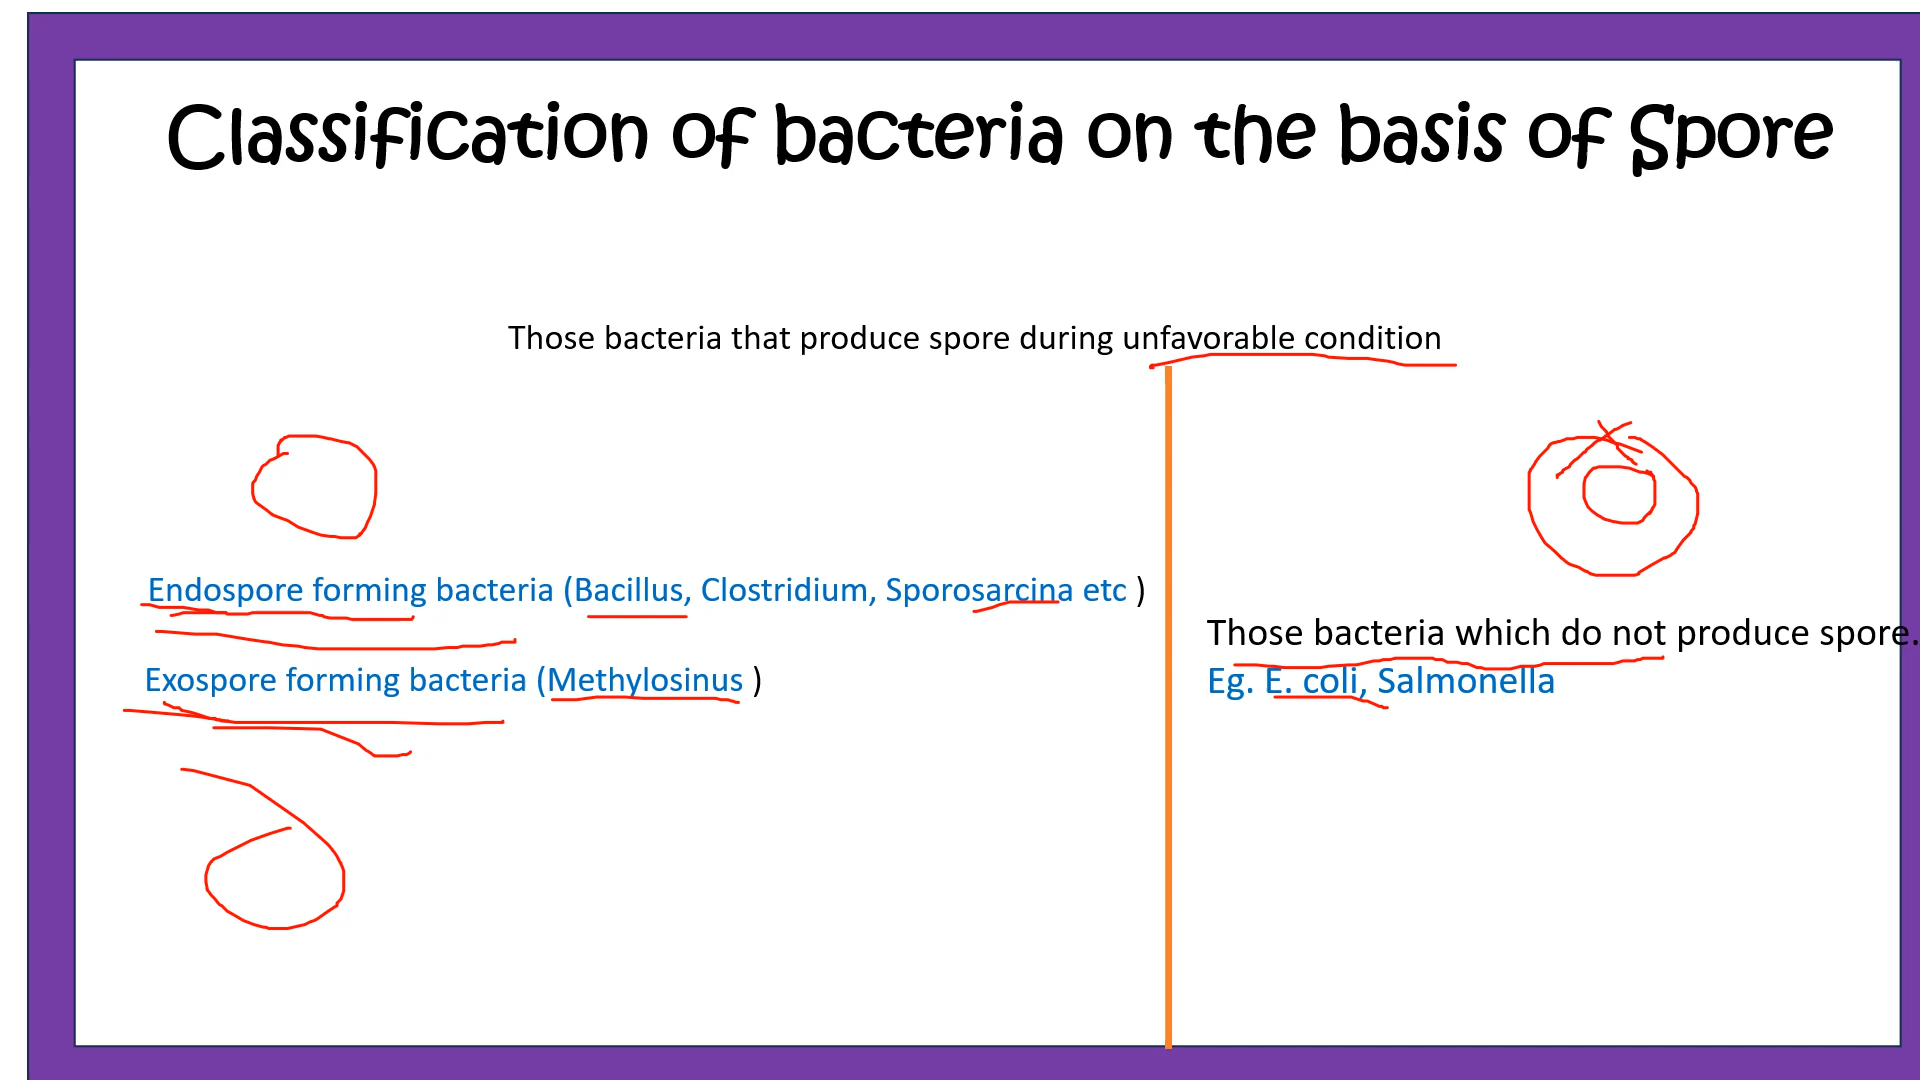 Classification of bacteria on the basis of Spore
Those bacteria that produce spore during unfavorable condition
Endospore forming bacteria (Bacillus, Clostridium, Sporosarcina etc )
Exospore forming bacteria (Methylosinus )
Those bacteria which do not produce spore.
Eg. E. coli, Salmonella